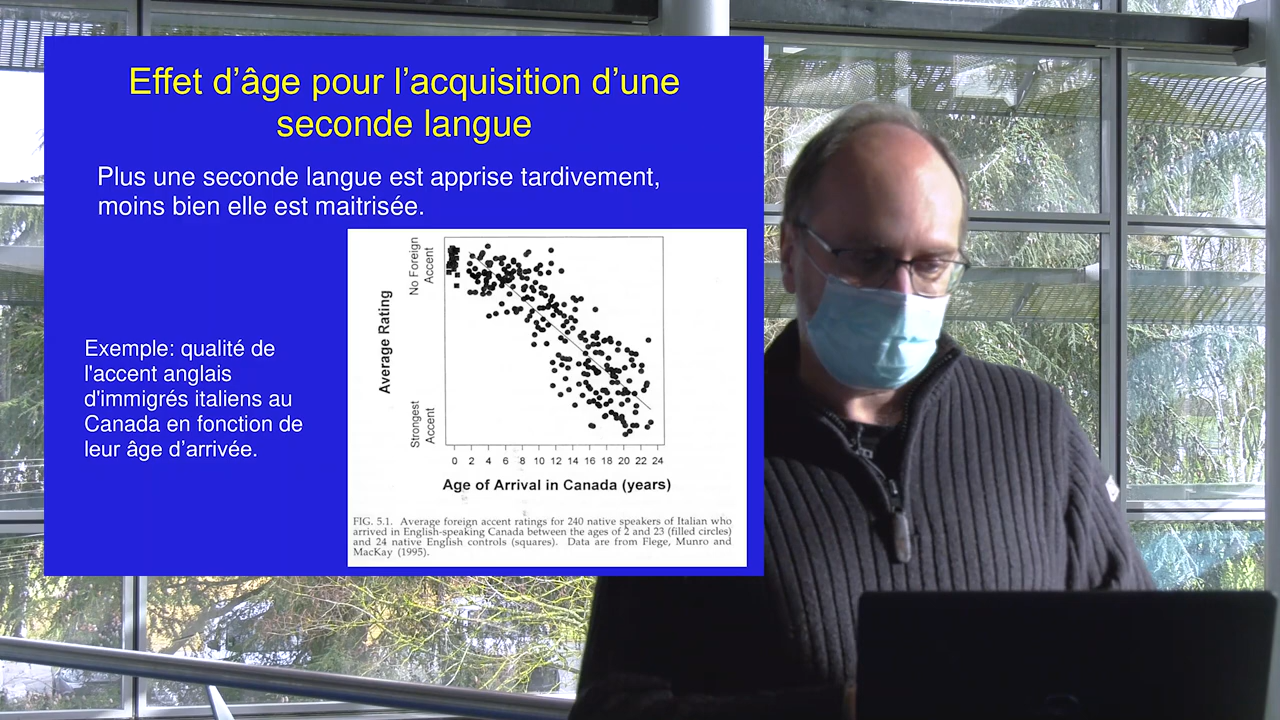 Effet d’âge pour l’acquisition d’une
seconde langue
Plus une seconde langue est apprise tardivement,
moins bien elle est maitrisée.
Exemple: qualité de
l'accent anglais
d'immigrés italiens au
Canada en fonction de
leur âge d’arrivée.
No Foreign
Accent
Average Rating
Strongest
Accent
0 2 4 6 8 10 12 14 16 18 20 22 24
Age of Arrival in Canada (years)
FIG. 5.1. Average foreign accent ratings for 240 native speakers of Italian who
arrived in English-speaking Canada between the ages of 2 and 23 (filled circles)
and 24 native English controls (squares). Data are from Flege, Munro and
MacKay (1995).